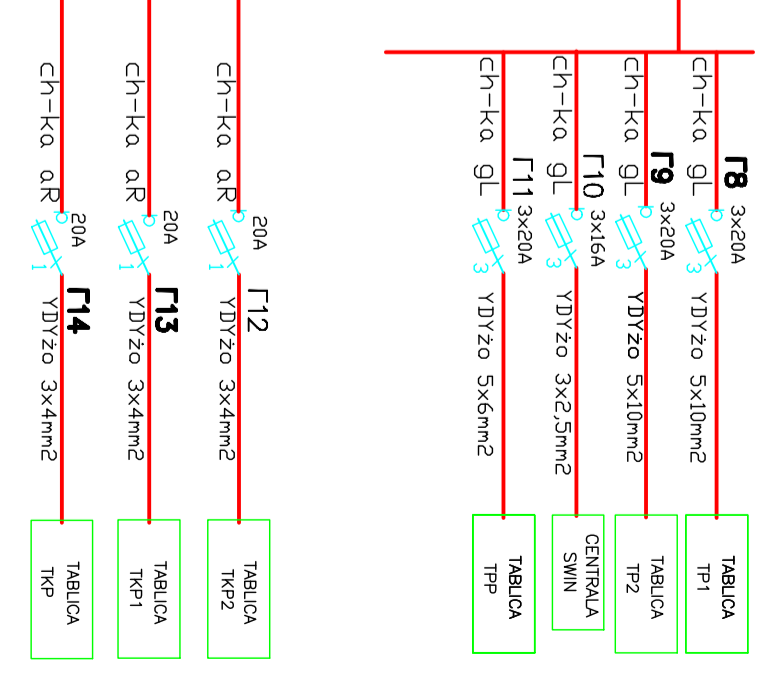 ch-ka aR
20A
1
Г14
YDYżo 3x4mm2
TABLICA
TKP
ch-ka aR
20A
1
Г13
YDYżo 3x4mm2
TABLICA
TKP1
ch-ka aR
20A
1
Г12
YDYżo 3x4mm2
TABLICA
TKP2
ch-ka gL
Г11
3x20A
3
YDYżo 5x6mm2
TABLICA
TPP
ch-ka gL
Г10
3x16A
3
YDYżo 3x2,5mm2
CENTRALA
SWIN
ch-ka gL
Г9
3x20A
3
YDYżo 5x10mm2
TABLICA
TP2
ch-ka gL
Г8
3x20A
3
YDYżo 5x10mm2
TABLICA
TP1